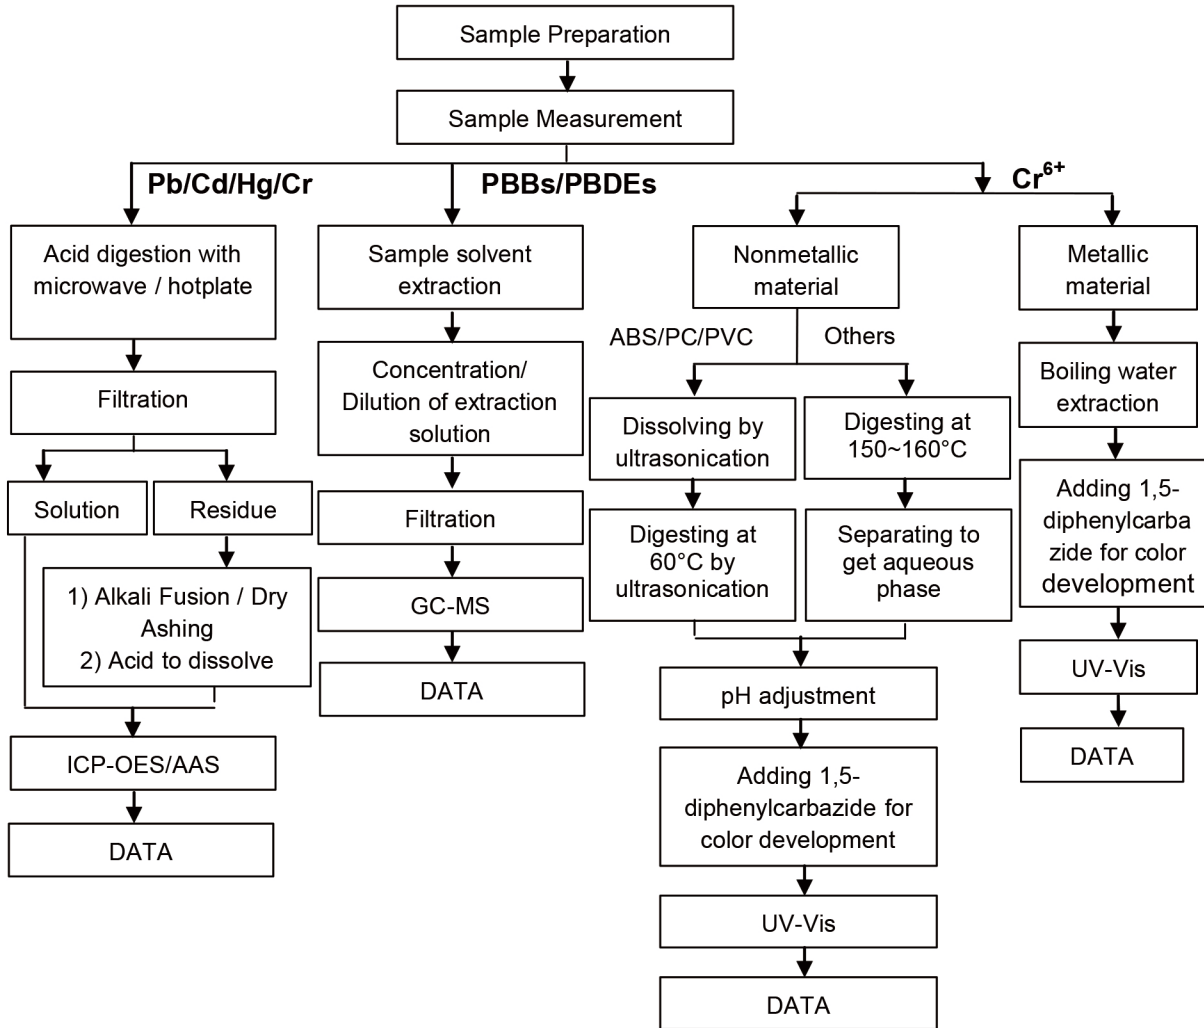 Sample Preparation
Sample Measurement
Pb/Cd/Hg/Cr
Acid digestion with
microwave / hotplate
Filtration
Solution
Residue
1) Alkali Fusion / Dry
Ashing
2) Acid to dissolve
ICP-OES/AAS
DATA
PBBs/PBDEs
Sample solvent
extraction
Concentration/
Dilution of extraction
solution
Filtration
GC-MS
DATA
Cr⁶⁺
Nonmetallic
material
ABS/PC/PVC
Others
Dissolving by
ultrasonication
Digesting at
60°C by
ultrasonication
Digesting at
150~160°C
Separating to
get aqueous
phase
pH adjustment
Adding 1,5-
diphenylcarbazide for
color development
UV-Vis
DATA
Metallic
material
Boiling water
extraction
Adding 1,5-
diphenylcarba
zide for color
development
UV-Vis
DATA